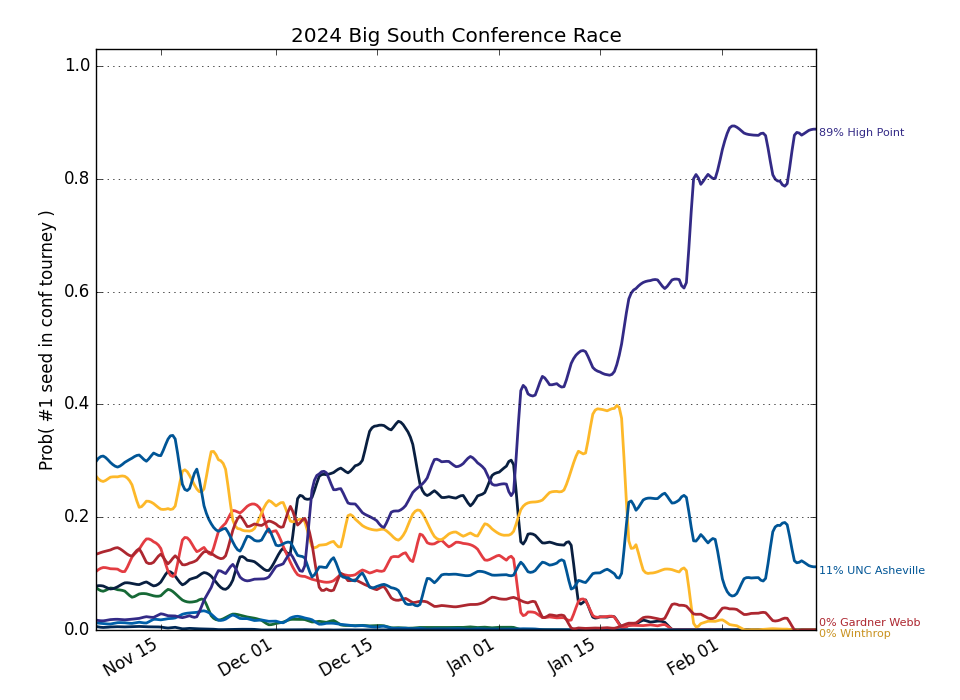 2024 Big South Conference Race
Prob( #1 seed in conf tourney )
1.0
0.8
0.6
0.4
0.2
0.0
89% High Point
11% UNC Asheville
0% Gardner Webb
0% Winthrop
Nov 15
Dec 01
Dec 15
Jan 01
Jan 15
Feb 01